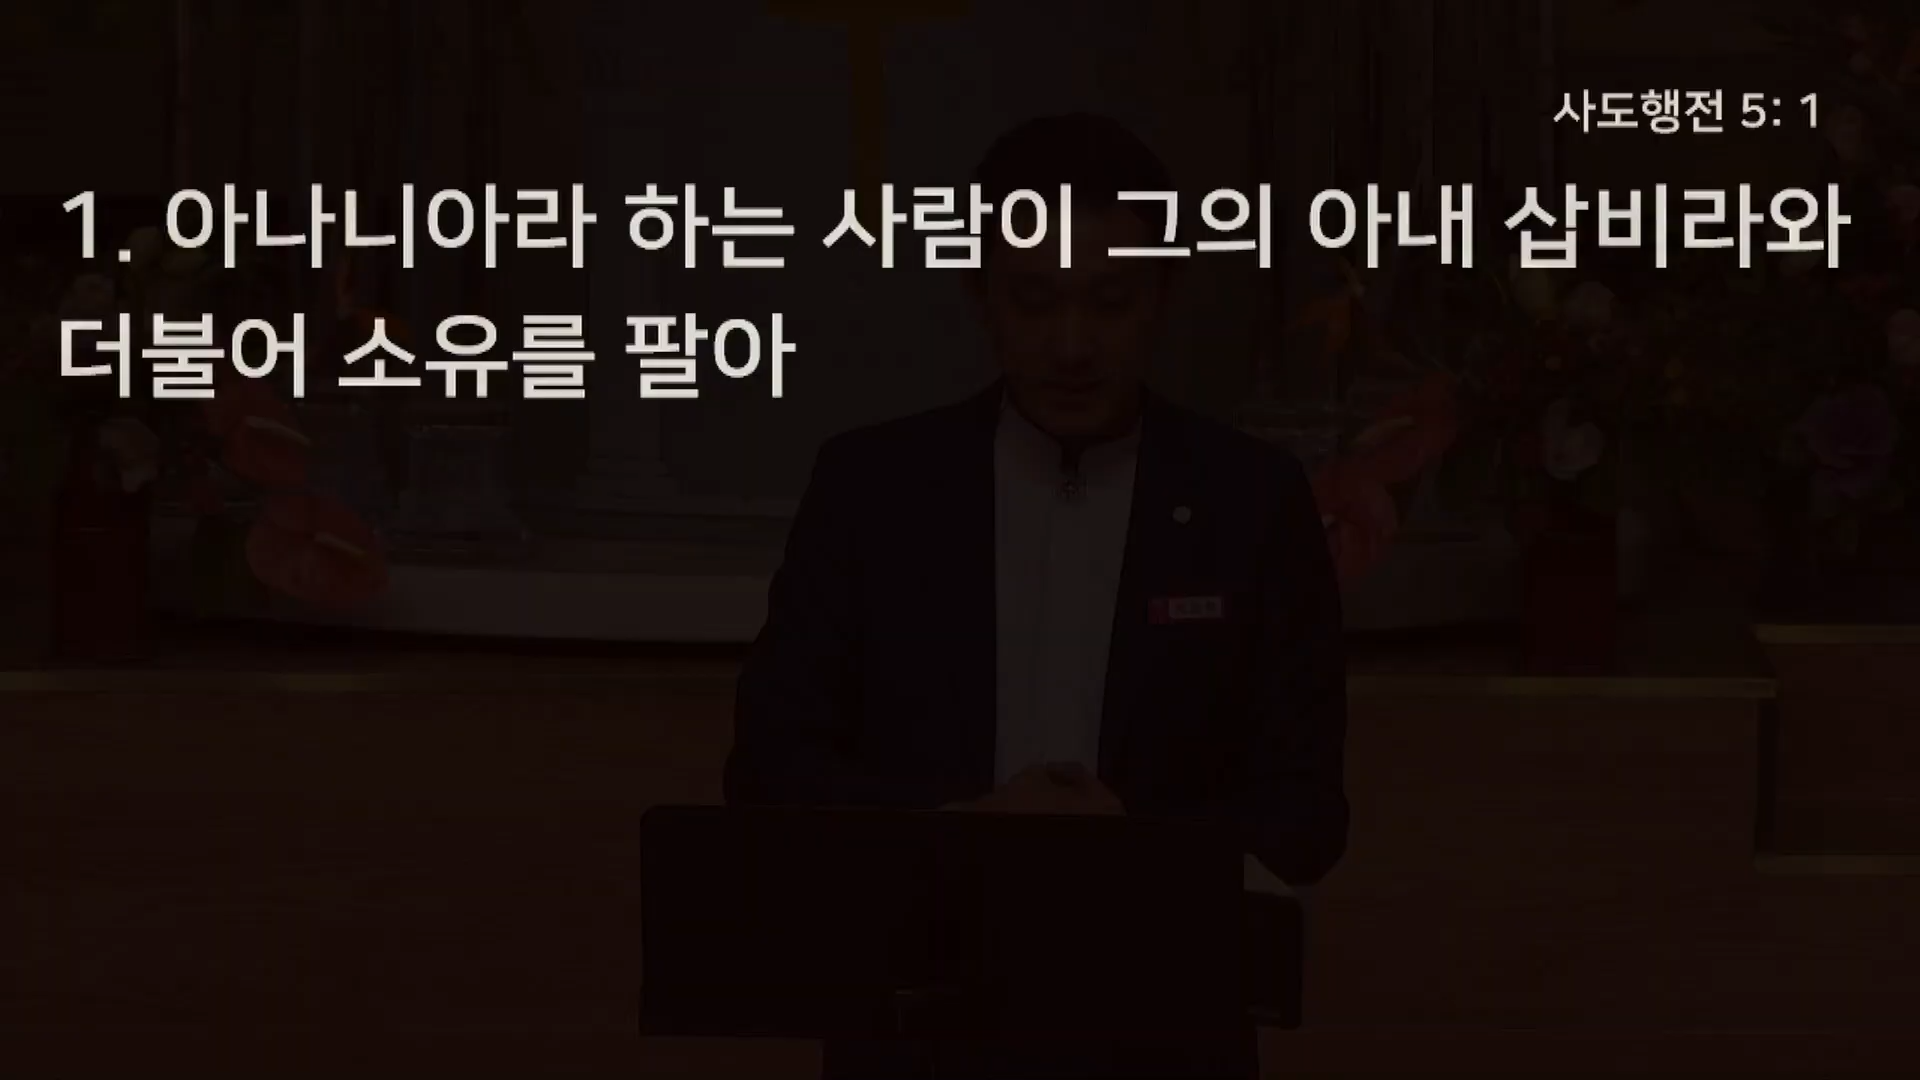 사도행전 5: 1
1. 아나니아라 하는 사람이 그의 아내 삽비라와
더불어 소유를 팔아